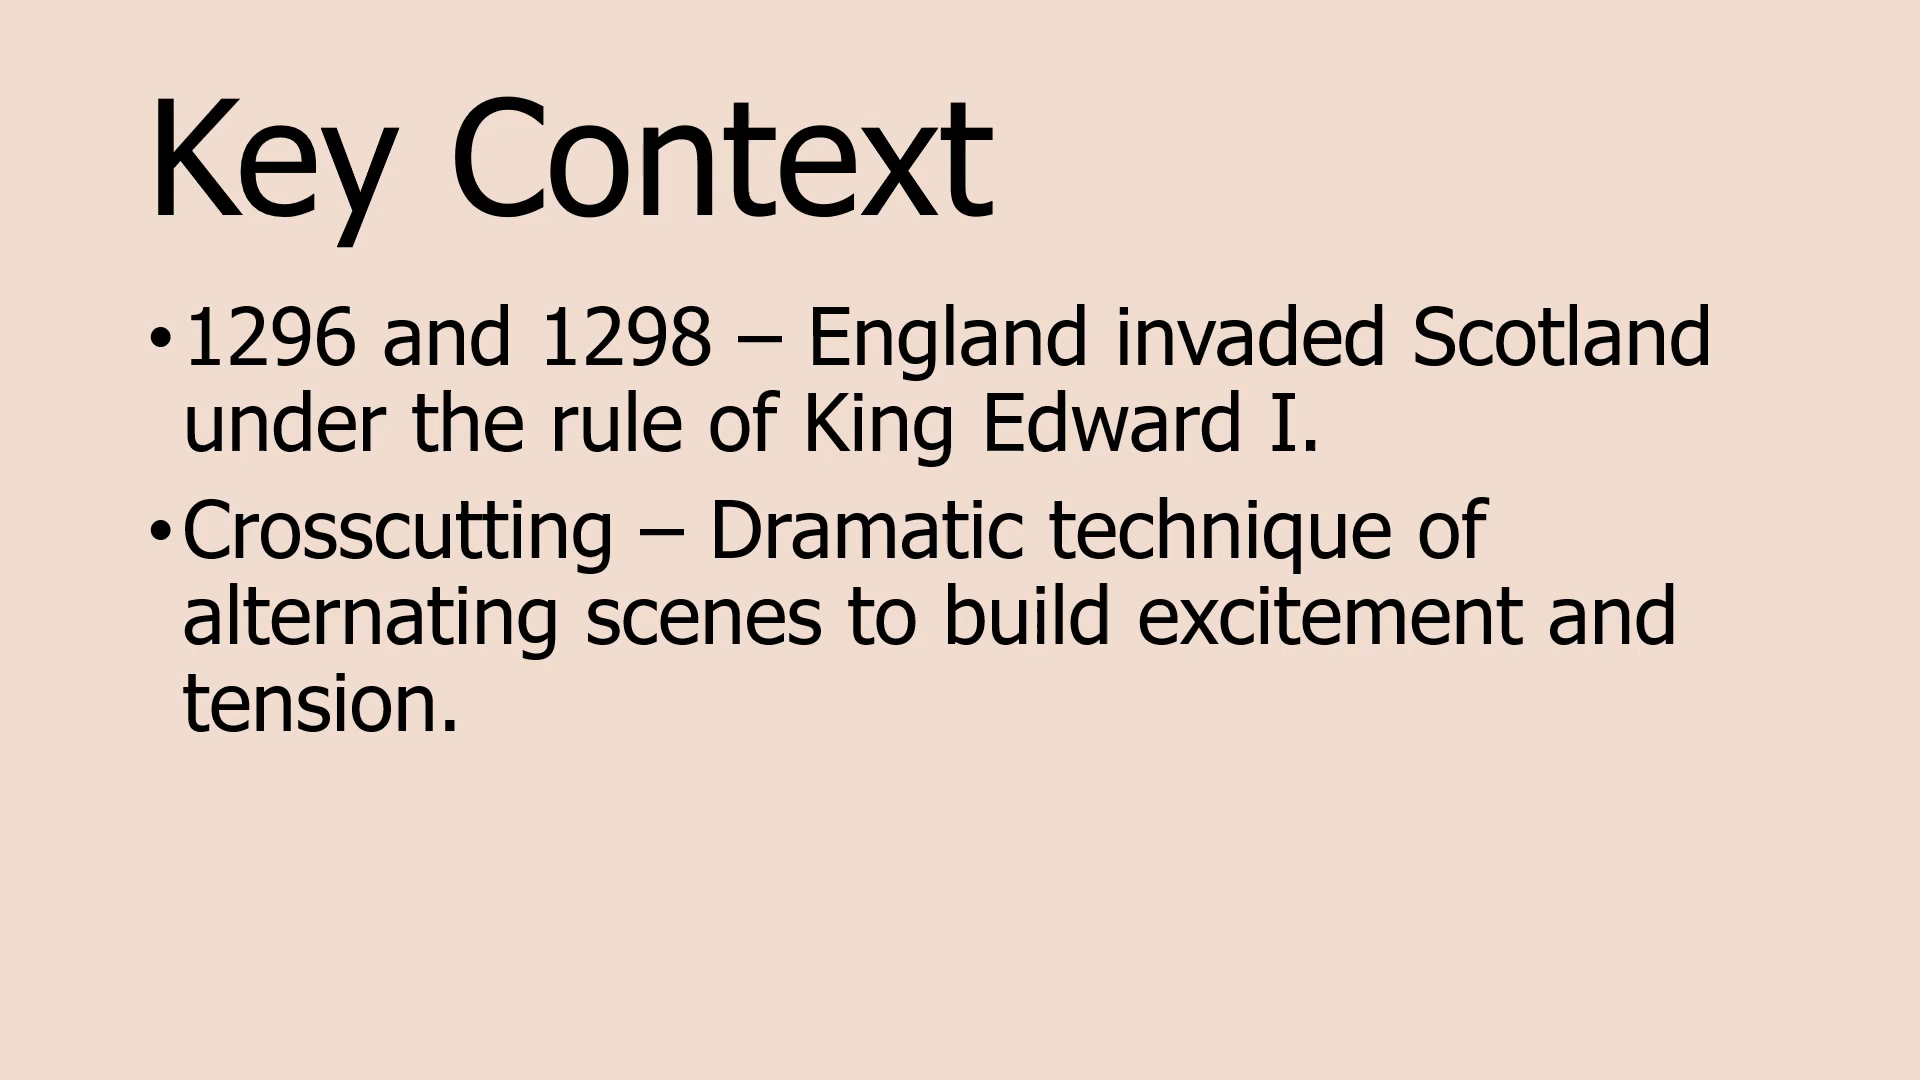 Key Context
•1296 and 1298 – England invaded Scotland
under the rule of King Edward I.
•Crosscutting – Dramatic technique of
alternating scenes to build excitement and
tension.